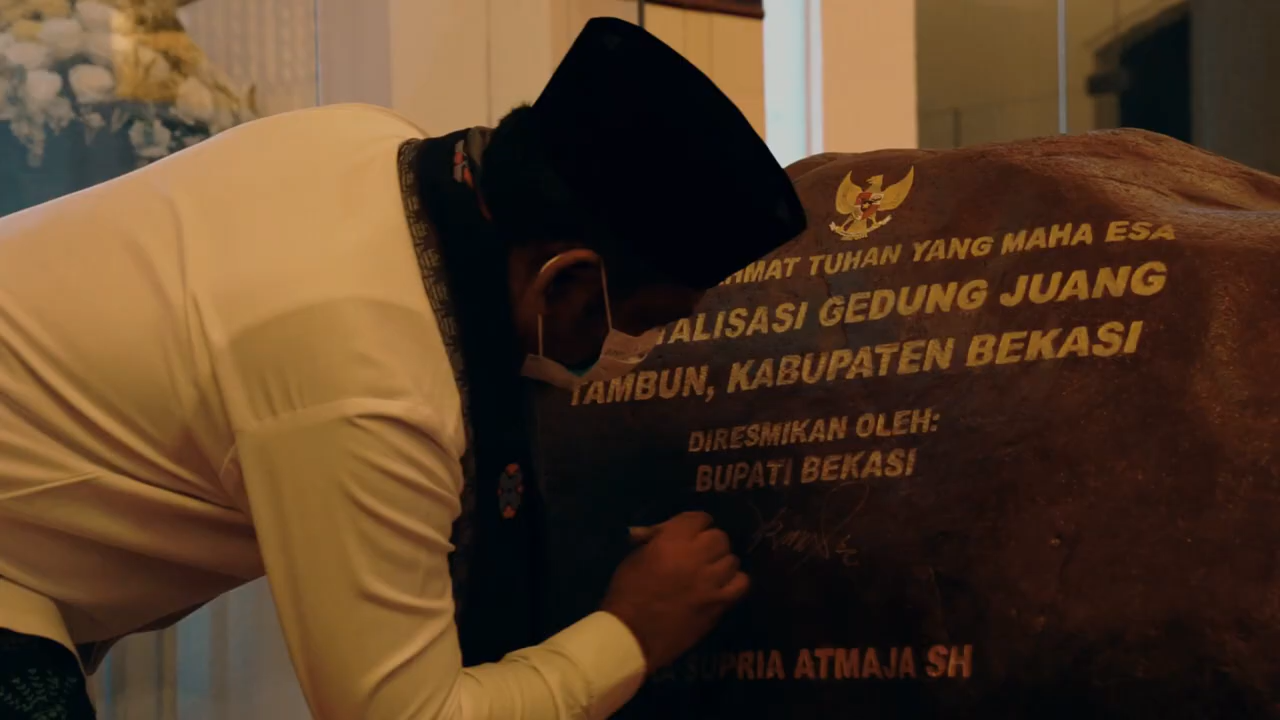 TUHAN YANG MAHA ESA
GEDUNG JUANG
TAMBUN, KABUPATEN BEKASI
DIRESMIKAN OLEH:
BUPATI BEKASI
SUPRIA ATMAJA SH